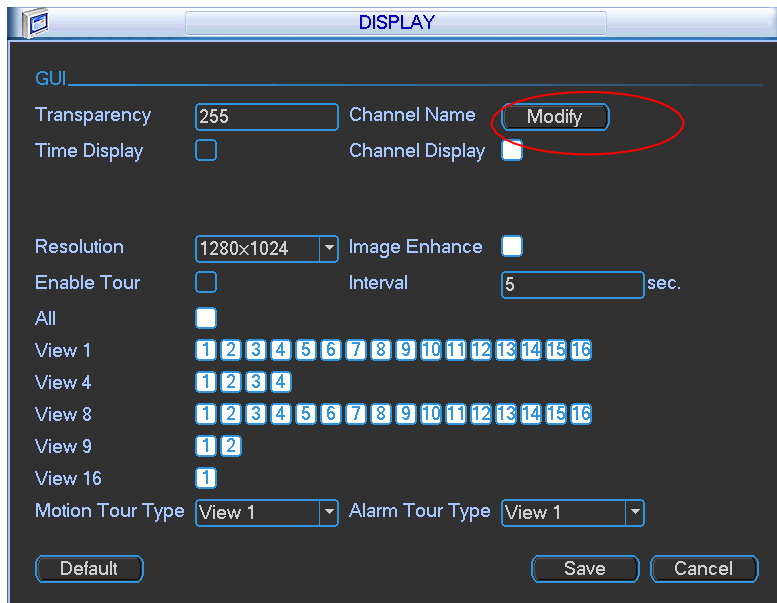 DISPLAY
GUI
Transparency 255 Channel Name Modify
Time Display Channel Display
Resolution 1280×1024 Image Enhance
Enable Tour Interval 5 sec.
All
View 1 1 2 3 4 5 6 7 8 9 10 11 12 13 14 15 16
View 4 1 2 3 4
View 8 1 2 3 4 5 6 7 8 9 10 11 12 13 14 15 16
View 9 1 2
View 16 1
Motion Tour Type View 1 Alarm Tour Type View 1
Default Save Cancel